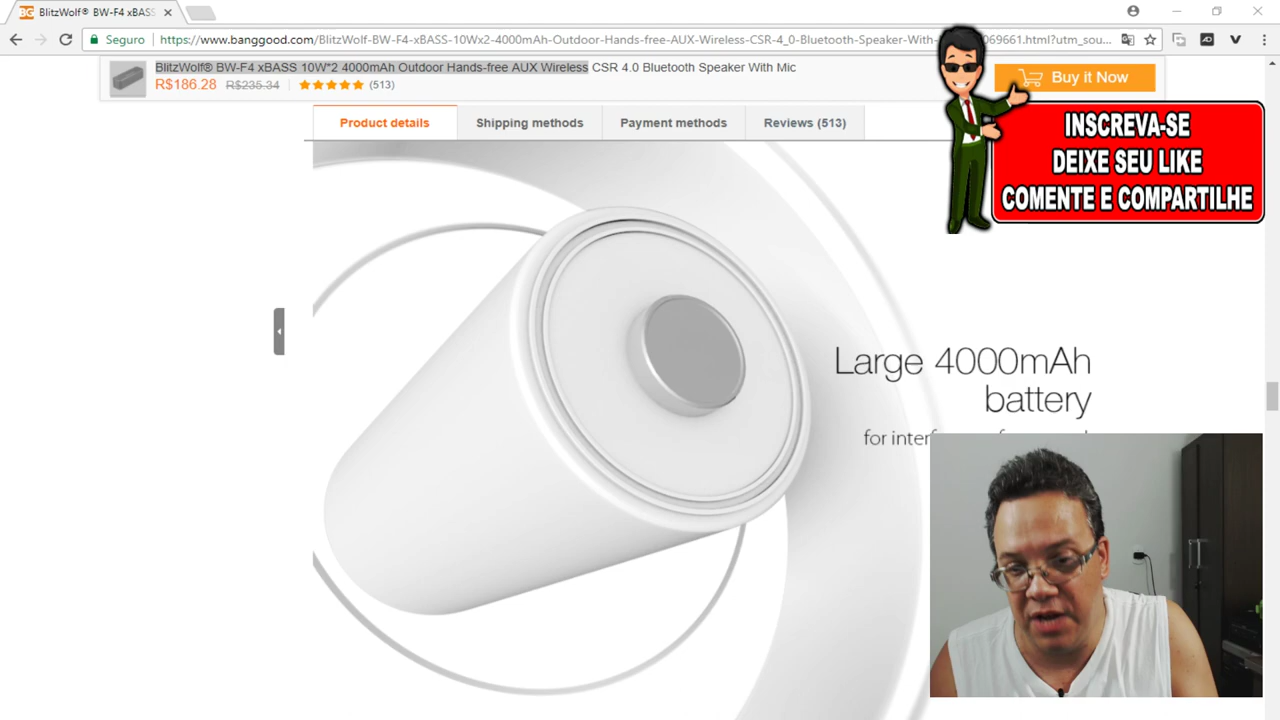 BlitzWolf® BW-F4 xBASS
Seguro
https://www.banggood.com/BlitzWolf-BW-F4-xBASS-10Wx2-4000mAh-Outdoor-Hands-free-AUX-Wireless-CSR-4_0-Bluetooth-Speaker-With-
069661.html?utm_sou...
BlitzWolf® BW-F4 xBASS 10W*2 4000mAh Outdoor Hands-free AUX Wireless CSR 4.0 Bluetooth Speaker With Mic
R$186.28 R$235.34 (513)
Buy it Now
Product details
Shipping methods
Payment methods
Reviews (513)
INSCREVA-SE
DEIXE SEU LIKE
COMENTE E COMPARTILHE
Large 4000mAh
battery
for